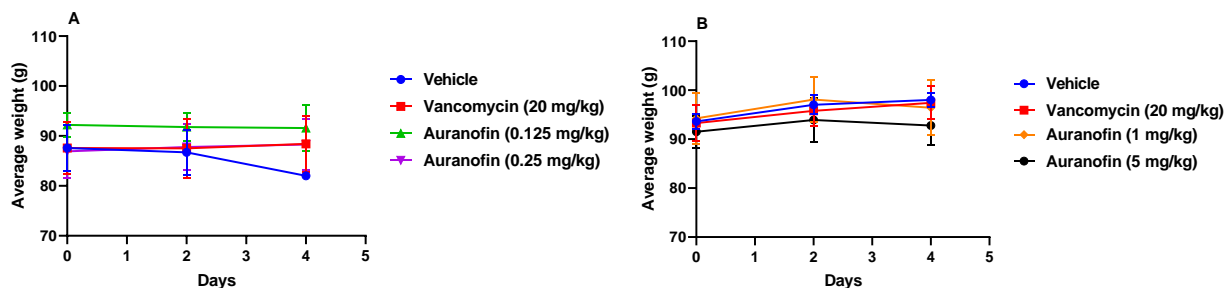 A
Average weight (g)
110
100
90
80
70
0
1
2
3
4
5
Days
Vehicle
Vancomycin (20 mg/kg)
Auranofin (0.125 mg/kg)
Auranofin (0.25 mg/kg)
B
Average weight (g)
110
100
90
80
70
0
1
2
3
4
5
Days
Vehicle
Vancomycin (20 mg/kg)
Auranofin (1 mg/kg)
Auranofin (5 mg/kg)